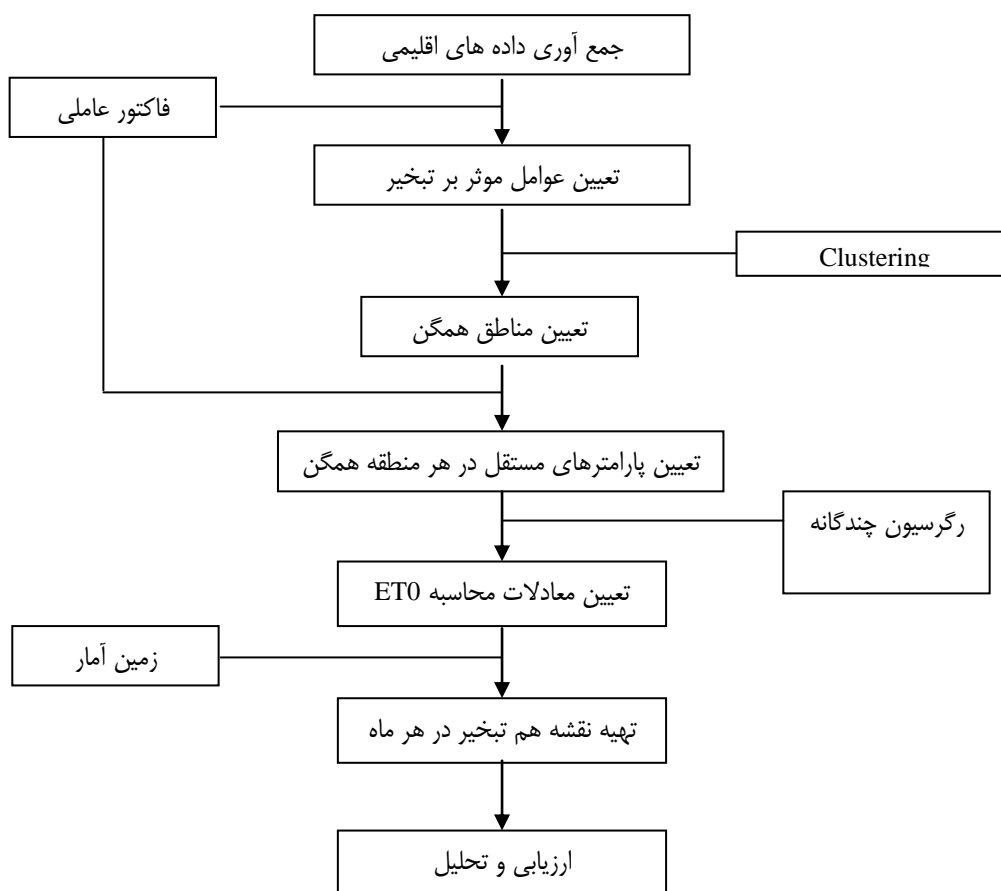 جمع آوری داده های اقلیمی
فاکتور عاملی
تعیین عوامل موثر بر تبخیر
Clustering
تعیین مناطق همگن
تعیین پارامترهای مستقل در هر منطقه همگن
رگرسیون چندگانه
تعیین معادلات محاسبه ET0
زمین آمار
تهیه نقشه هم تبخیر در هر ماه
ارزیابی و تحلیل